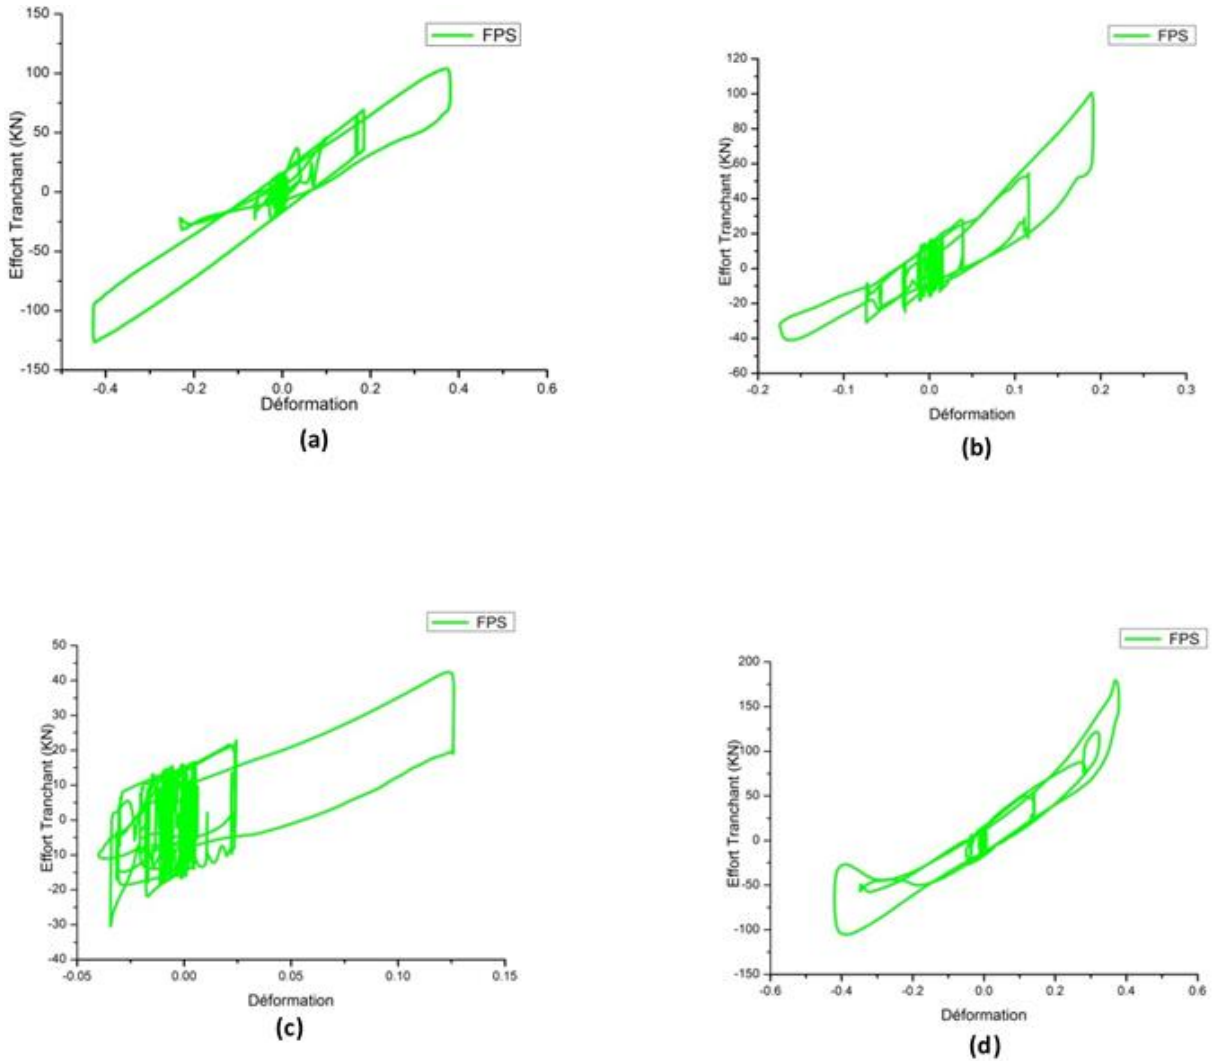 FPS
150
100
50
0
-50
-100
-150
Effort Tranchant (KN)
-0.4 -0.2 0.0 0.2 0.4 0.6
Déformation
(a)
FPS
120
100
80
60
40
20
0
-20
-40
-60
Effort Tranchant (KN)
-0.2 -0.1 0.0 0.1 0.2 0.3
Déformation
(b)
FPS
50
40
30
20
10
0
-10
-20
-30
-40
Effort Tranchant (KN)
-0.05 0.00 0.05 0.10 0.15
Déformation
(c)
FPS
200
150
100
50
0
-50
-100
-150
Effort Tranchant (KN)
-0.6 -0.4 -0.2 0.0 0.2 0.4 0.6
Déformation
(d)